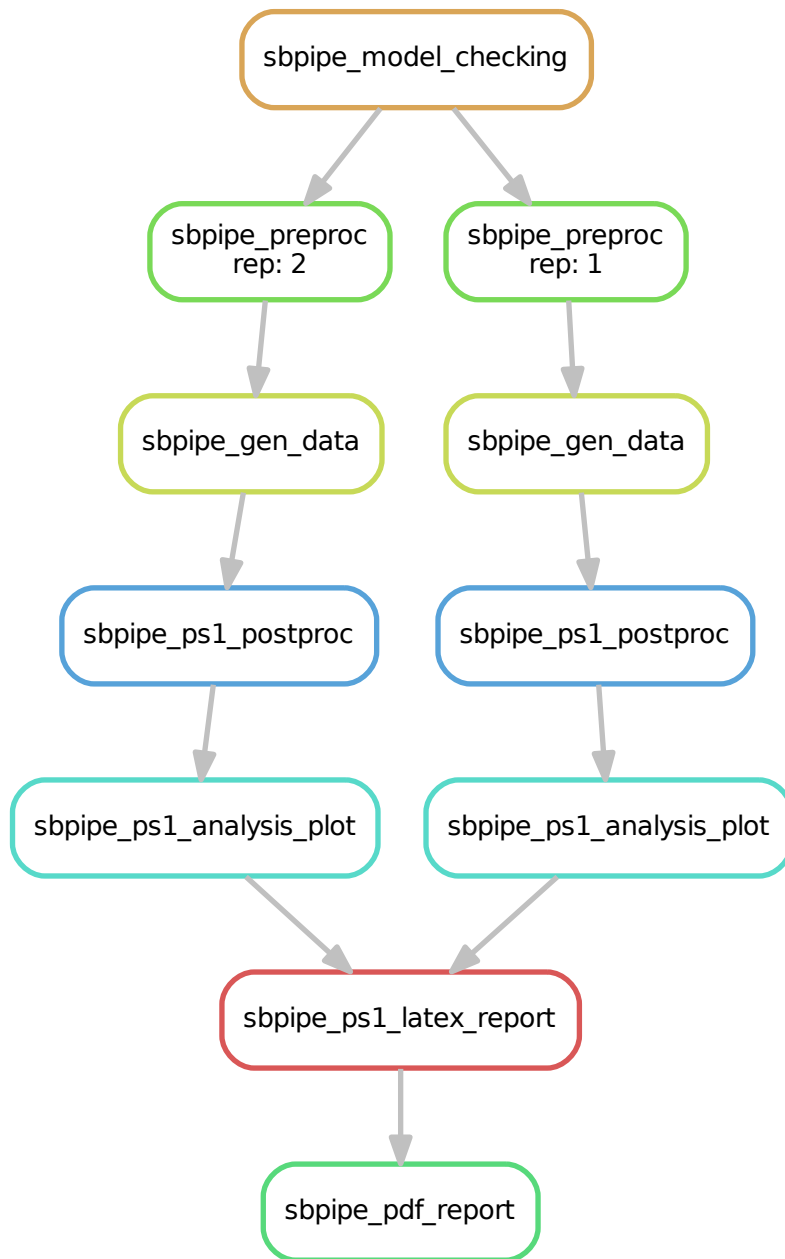 sbpipe_model_checking
sbpipe_preproc
rep: 2
sbpipe_preproc
rep: 1
sbpipe_gen_data
sbpipe_gen_data
sbpipe_ps1_postproc
sbpipe_ps1_postproc
sbpipe_ps1_analysis_plot
sbpipe_ps1_analysis_plot
sbpipe_ps1_latex_report
sbpipe_pdf_report